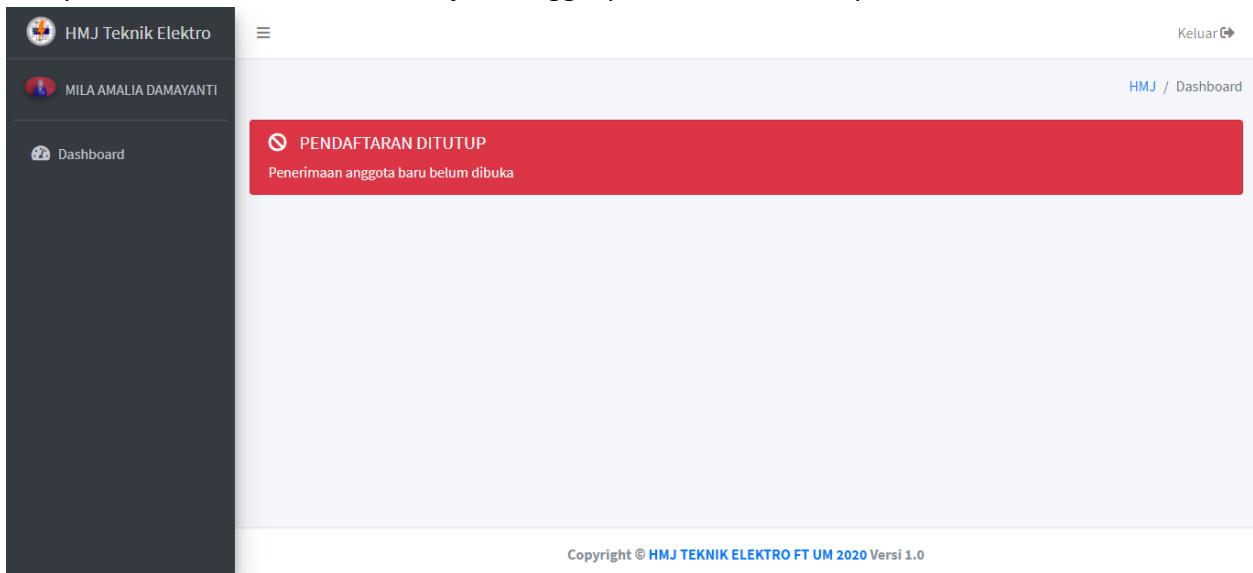 HMJ Teknik Elektro
Keluar
MILA AMALIA DAMAYANTI
HMJ / Dashboard
Dashboard
PENDAFTARAN DITUTUP
Penerimaan anggota baru belum dibuka
Copyright © HMJ TEKNIK ELEKTRO FT UM 2020 Versi 1.0